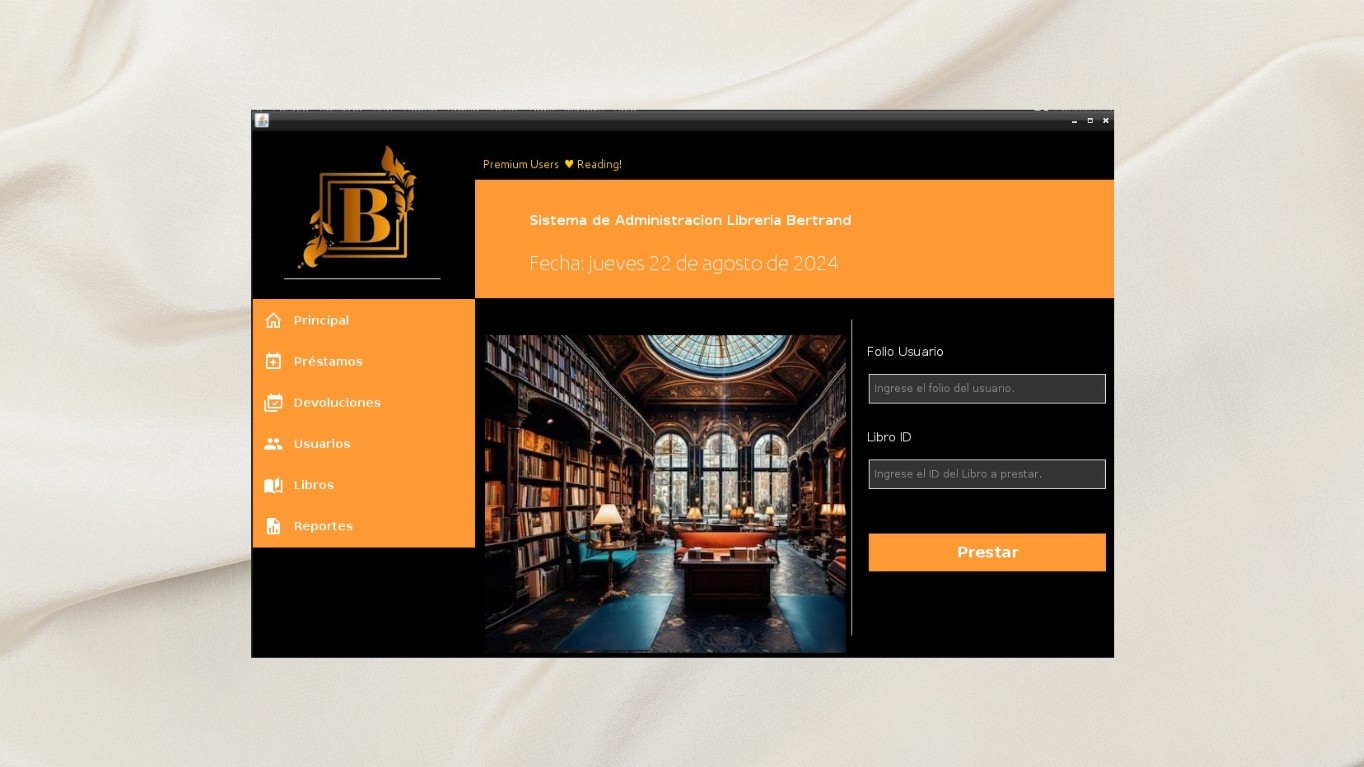 Premium Users ♥ Reading!
B
Sistema de Administracion Libreria Bertrand
Fecha: jueves 22 de agosto de 2024
Principal
Préstamos
Devoluciones
Usuarios
Libros
Reportes
Folio Usuario
Ingrese el folio del usuario.
Libro ID
Ingrese el ID del Libro a prestar.
Prestar